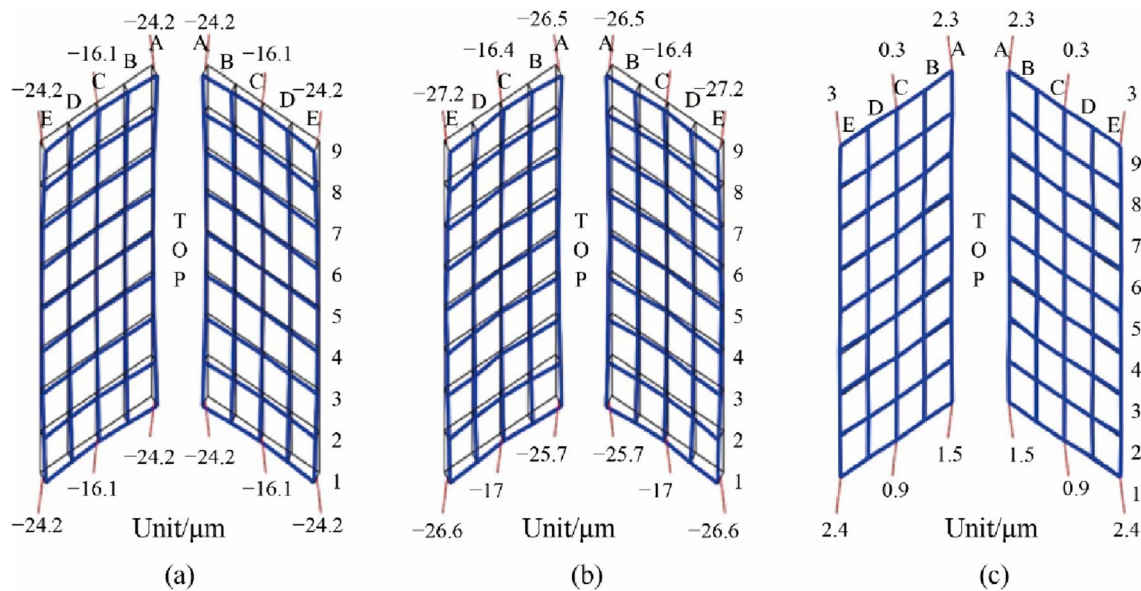 −24.2 −24.2
−16.1 A A −16.1
−24.2 B B −24.2
C C
D D
E E
9
8
7
6
5
4
3
2
1
T
O
P
−24.2 −24.2
−16.1 −16.1
−24.2 Unit/μm −24.2
(a)
−26.5 −26.5
−16.4 A A −16.4
−27.2 B B −27.2
C C
D D
E E
9
8
7
6
5
4
3
2
1
T
O
P
−25.7 −25.7
−17 −17
−26.6 Unit/μm −26.6
(b)
2.3 2.3
0.3 A A 0.3
3 B B 3
C C
D D
E E
9
8
7
6
5
4
3
2
1
T
O
P
1.5 1.5
0.9 0.9
2.4 Unit/μm 2.4
(c)